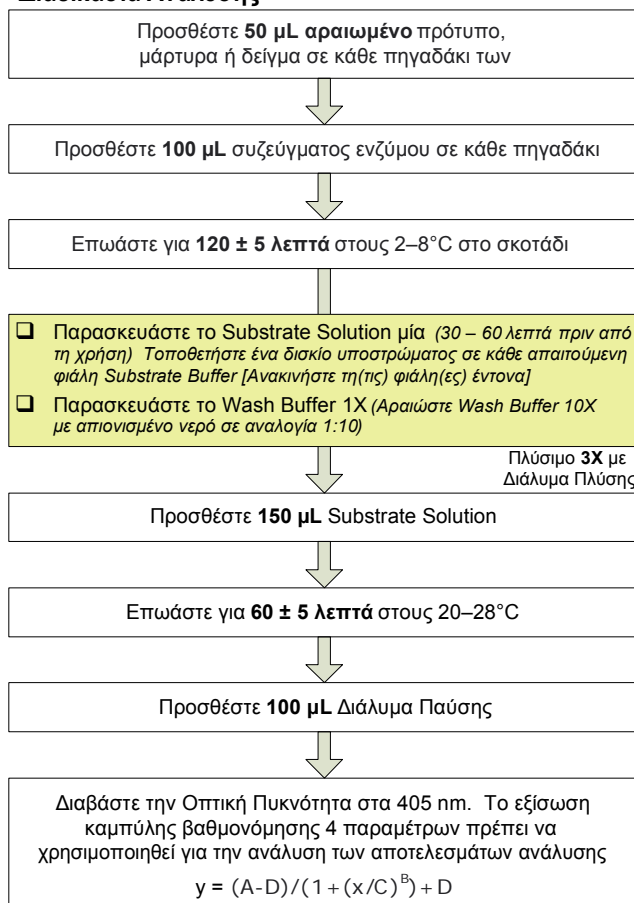 Διαδικασία Ανάλυσης
Προσθέστε 50 µL αραιωμένο πρότυπο,
μάρτυρα ή δείγμα σε κάθε πηγαδάκι των
Προσθέστε 100 µL συζεύγματος ενζύμου σε κάθε πηγαδάκι
Επωάστε για 120 ± 5 λεπτά στους 2–8°C στο σκοτάδι
❑ Παρασκευάστε το Substrate Solution μία (30 – 60 λεπτά πριν από
τη χρήση) Τοποθετήστε ένα δισκίο υποστρώματος σε κάθε απαιτούμενη
φιάλη Substrate Buffer [Ανακινήστε τη(τις) φιάλη(ες) έντονα]
❑ Παρασκευάστε το Wash Buffer 1X (Αραιώστε Wash Buffer 10X
με απιονισμένο νερό σε αναλογία 1:10)
Πλύσιμο 3X με
Διάλυμα Πλύσης
Προσθέστε 150 µL Substrate Solution
Επωάστε για 60 ± 5 λεπτά στους 20–28°C
Προσθέστε 100 µL Διάλυμα Παύσης
Διαβάστε την Οπτική Πυκνότητα στα 405 nm. Το εξίσωση
καμπύλης βαθμονόμησης 4 παραμέτρων πρέπει να
χρησιμοποιηθεί για την ανάλυση των αποτελεσμάτων ανάλυσης
y = (A-D)/(1+(x/C)^B)+D